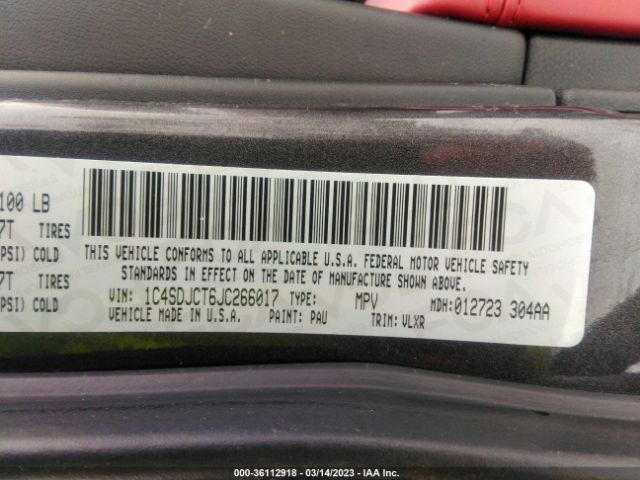 100 LB
7T TIRES
PSI) COLD
7T TIRES
PSI) COLD
THIS VEHICLE CONFORMS TO ALL APPLICABLE U.S.A. FEDERAL MOTOR VEHICLE SAFETY
STANDARDS IN EFFECT ON THE DATE OF MANUFACTURE SHOWN ABOVE.
VIN: 1C4SDJCT6JC266017 TYPE: MPV MDH:012723 304AA
VEHICLE MADE IN U.S.A. PAINT: PAU TRIM: VLXR
000-36112918 - 03/14/2023 - IAA Inc.